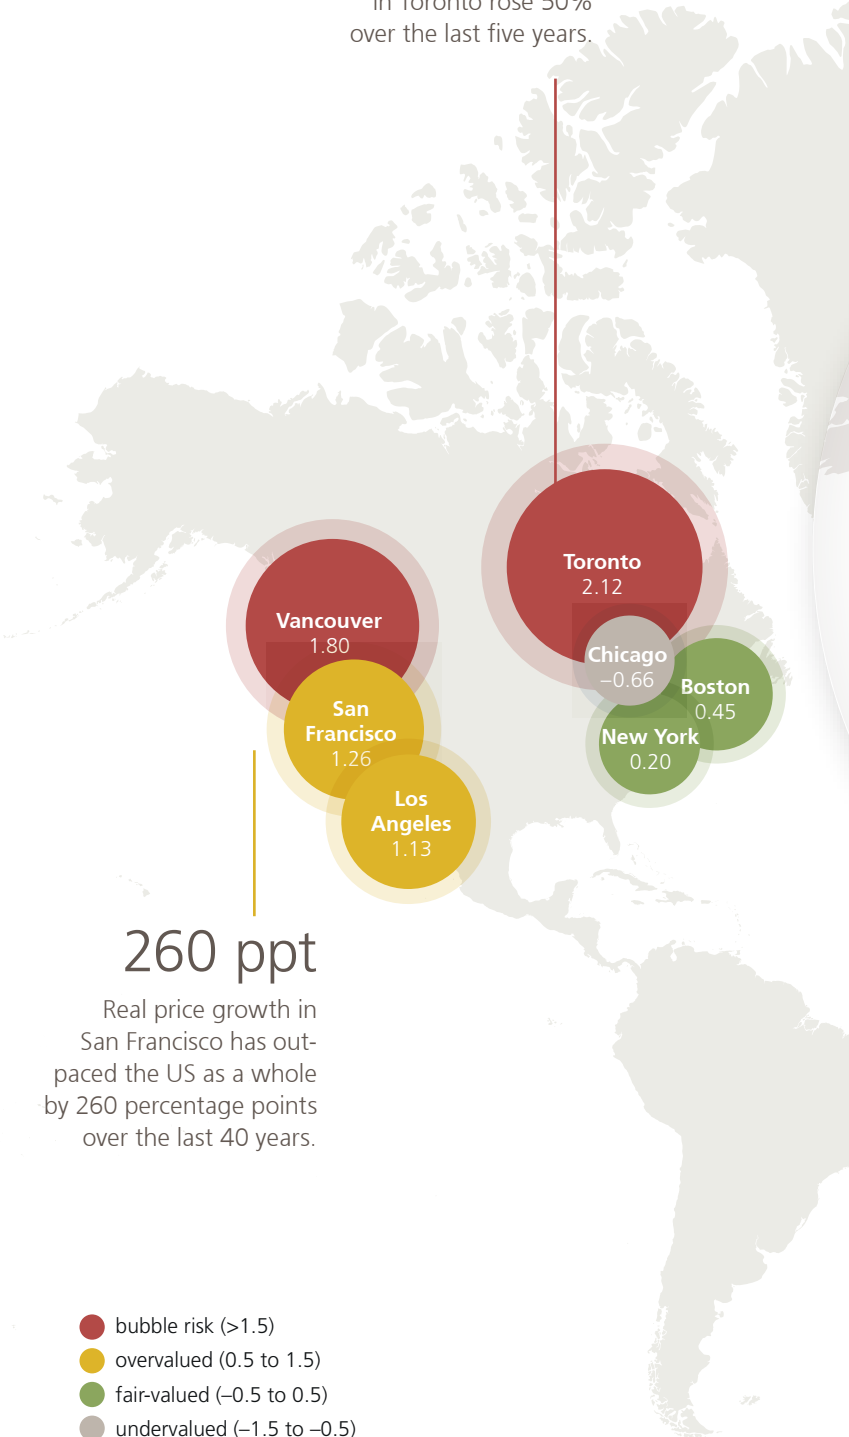 in Toronto rose 50%
over the last five years.
Toronto
2.12
Vancouver
1.80
Chicago
–0.66
Boston
0.45
San
Francisco
1.26
New York
0.20
Los
Angeles
1.13
260 ppt
Real price growth in
San Francisco has out-
paced the US as a whole
by 260 percentage points
over the last 40 years.
bubble risk (>1.5)
overvalued (0.5 to 1.5)
fair-valued (–0.5 to 0.5)
undervalued (–1.5 to –0.5)